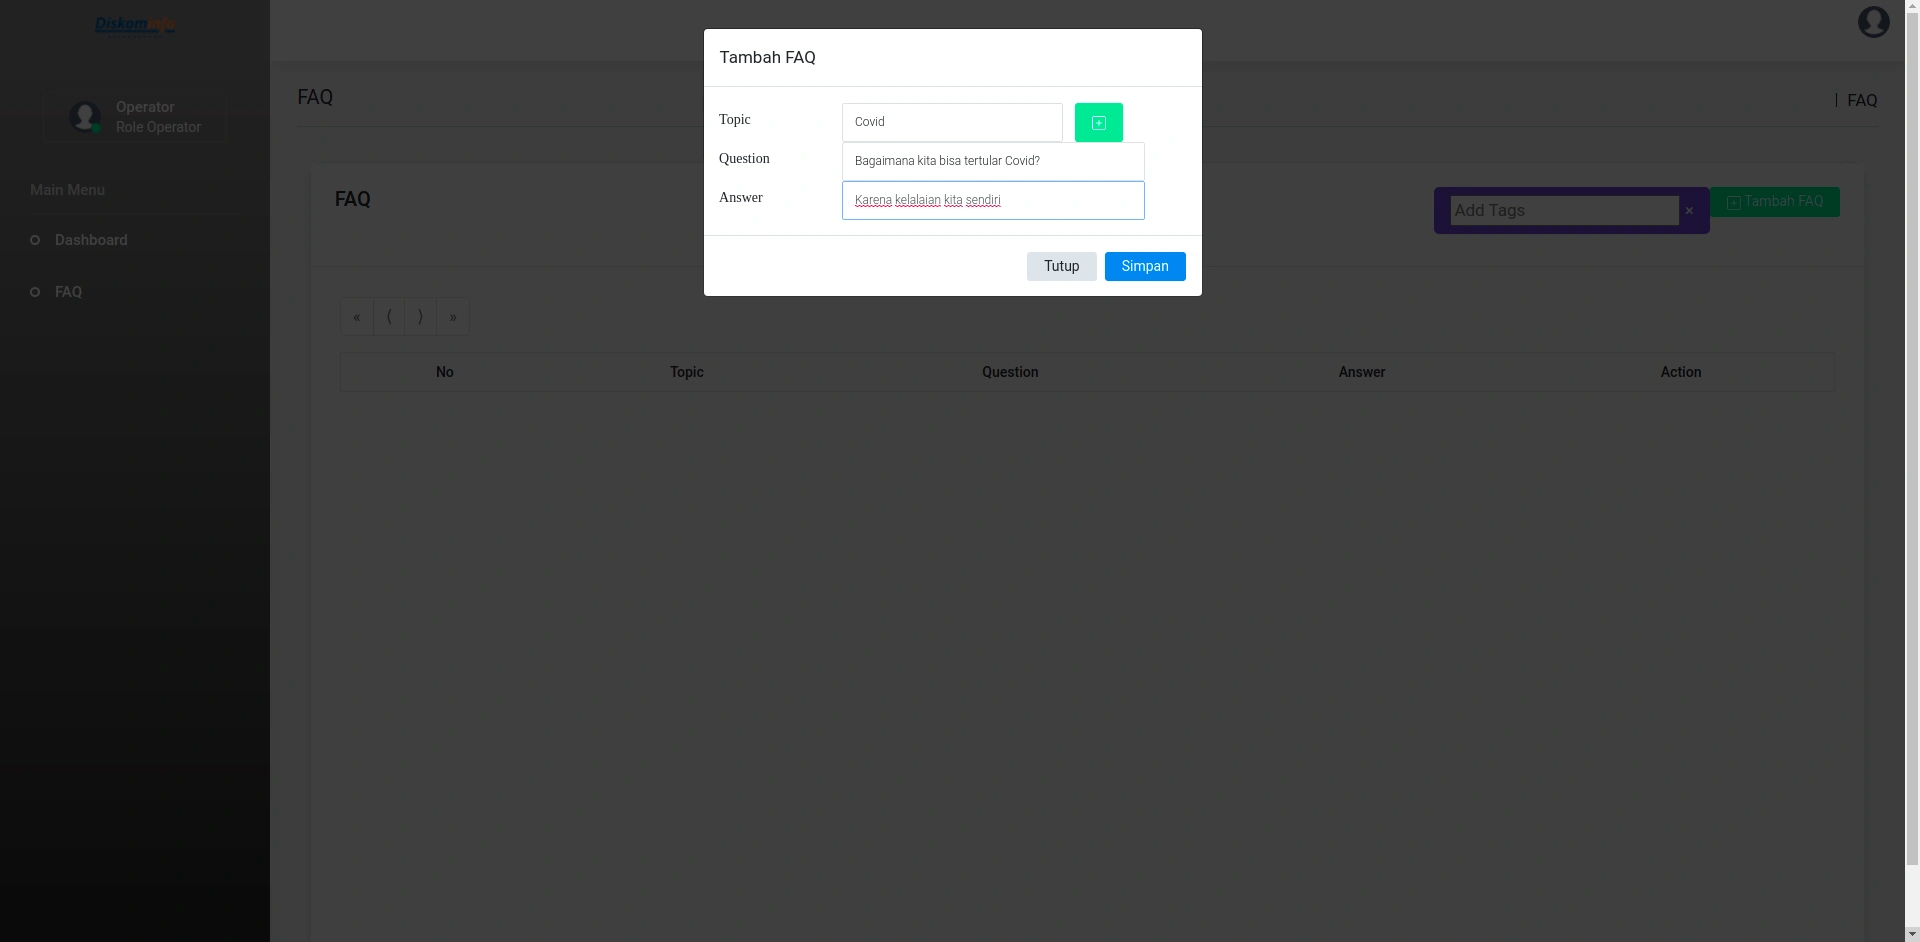 Diskominfo
Tambah FAQ
Operator
Role Operator
FAQ
| FAQ
Topic
Covid
Question
Bagaimana kita bisa tertular Covid?
Answer
Karena kelalaian kita sendiri
Tutup
Simpan
Main Menu
Dashboard
FAQ
FAQ
Add Tags ×
Tambah FAQ
« ⟨ ⟩ »
No Topic Question Answer Action